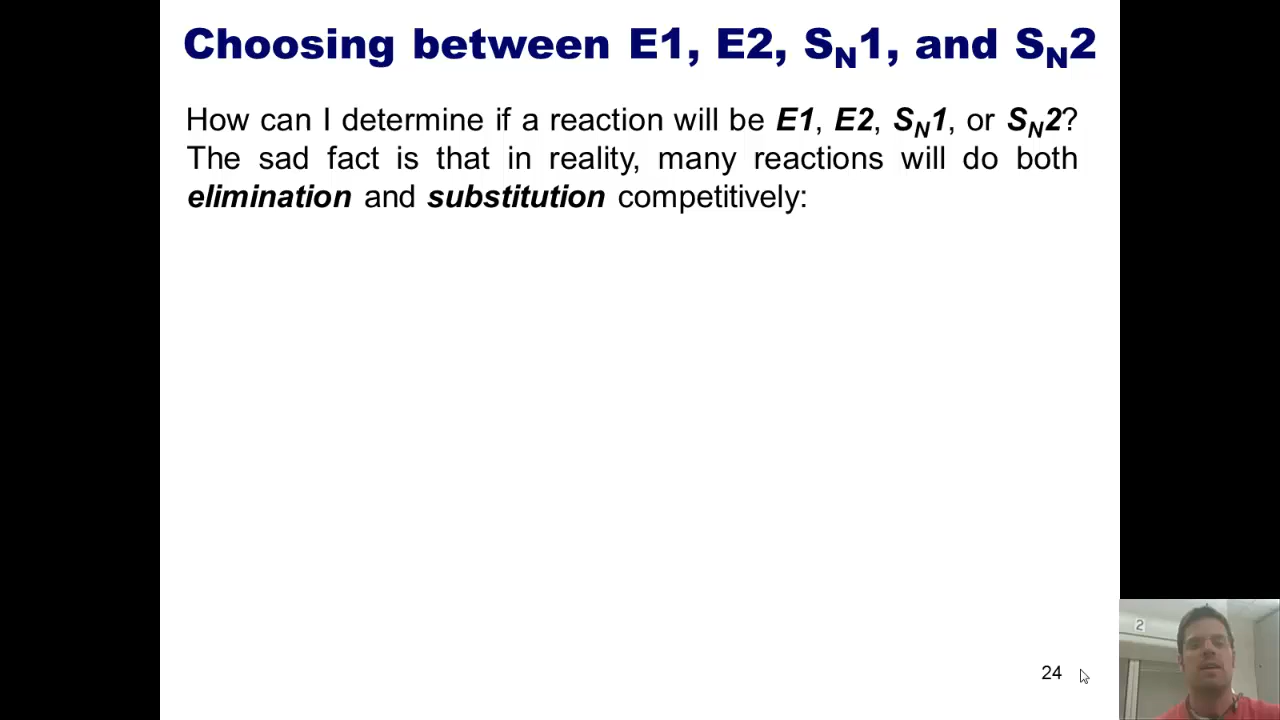 Choosing between E1, E2, SN1, and SN2
How can I determine if a reaction will be E1, E2, SN1, or SN2?
The sad fact is that in reality, many reactions will do both
elimination and substitution competitively:
2
24